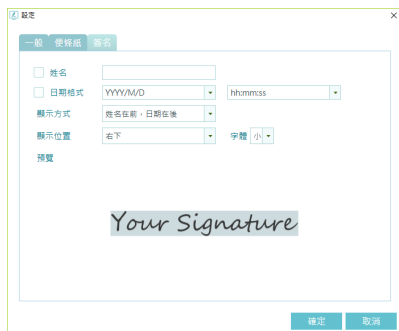 設定
一般 便條紙 簽名
姓名
日期格式 YYYY/M/D hh:mm:ss
顯示方式 姓名在前，日期在後
顯示位置 右下 字體 小
預覽
Your Signature
確定 取消